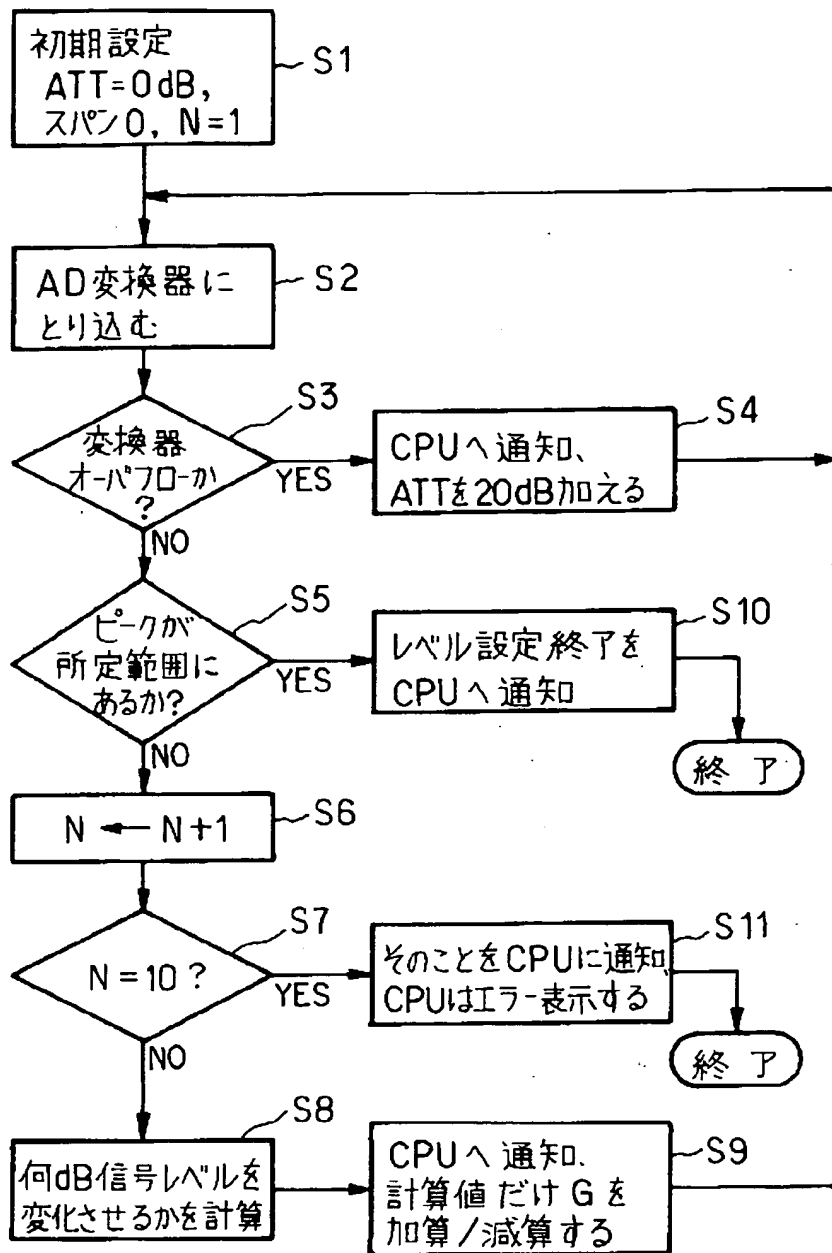 初期設定
ATT=0dB,
スパン0, N=1
S1
AD変換器に
とり込む
S2
変換器
オーバフローか
?
S3
YES
NO
CPUへ通知、
ATTを20dB加える
S4
ピークが
所定範囲に
あるか?
S5
YES
NO
レベル設定終了を
CPUへ通知
S10
終了
N ← N+1
S6
N=10?
S7
YES
NO
そのことをCPUに通知、
CPUはエラー表示する
S11
終了
何dB信号レベルを
変化させるかを計算
S8
CPUへ通知、
計算値だけGを
加算/減算する
S9